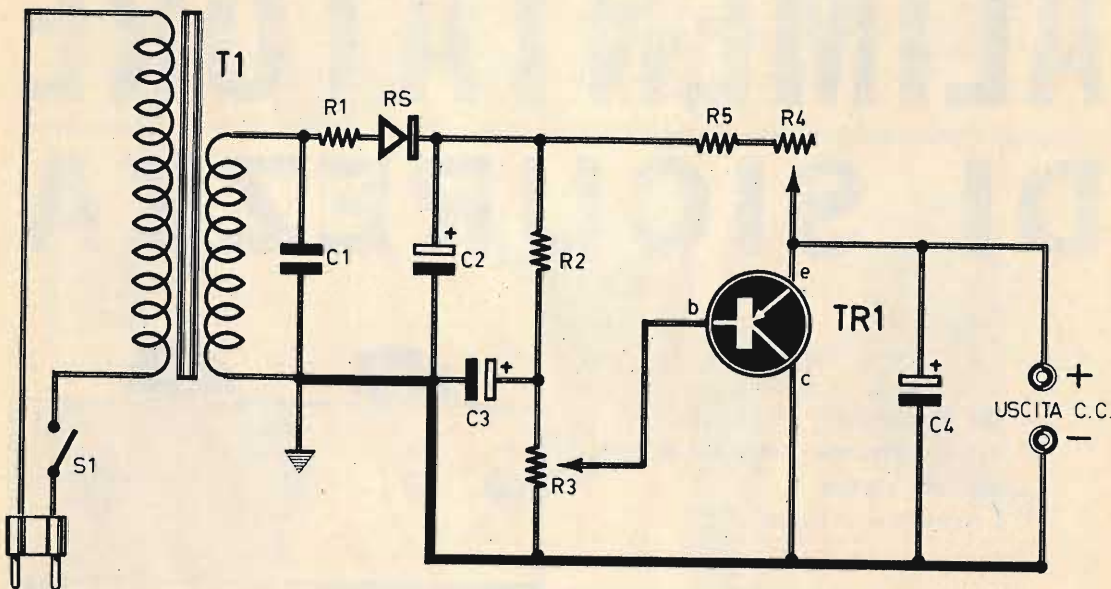 T1
R1
RS
R5
R4
C1
C2
+
R2
e
b
TR1
c
C3
+
R3
C4
+
+
USCITA C.C.
−
S1